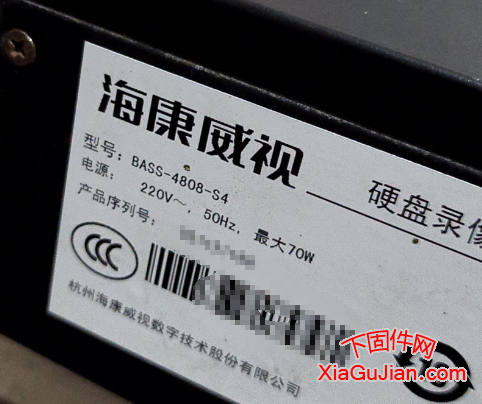 海康威视
硬盘录像
型号: BASS-4808-S4
电源: 220V～, 50Hz, 最大70W
产品序列号:
杭州海康威视数字技术股份有限公司
下固件网
XiaGuJian.com